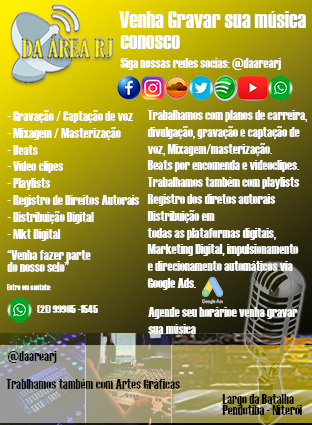 DA ÁREA RJ
Venha Gravar sua música
conosco
Siga nossas redes socias: @daarearj
- Gravação / Captação de voz
- Mixagem / Masterização
- Beats
- Vídeo clipes
- Playlists
- Registro de Direitos Autorais
- Distribuição Digital
- Mkt Digital
"Venha fazer parte
do nosso selo"
Entre em contato:
(21) 99905 -1545
Trabalhamos com planos de carreira,
divulgação, gravação e captação de
voz, Mixagem/masterização.
Beats por encomenda e videoclipes.
Trabalhamos também com playlists
Registro dos diretos autorais
Distribuição em
todas as plataformas digitais,
Marketing Digital, impulsionamento
e direcionamento automáticos via
Google Ads.
Google Ads
Agende seu horárioe venha gravar
sua música
@daarearj
Trablhamos também com Artes Gráficas
Largo da Batalha
Pendotiba - Niterói